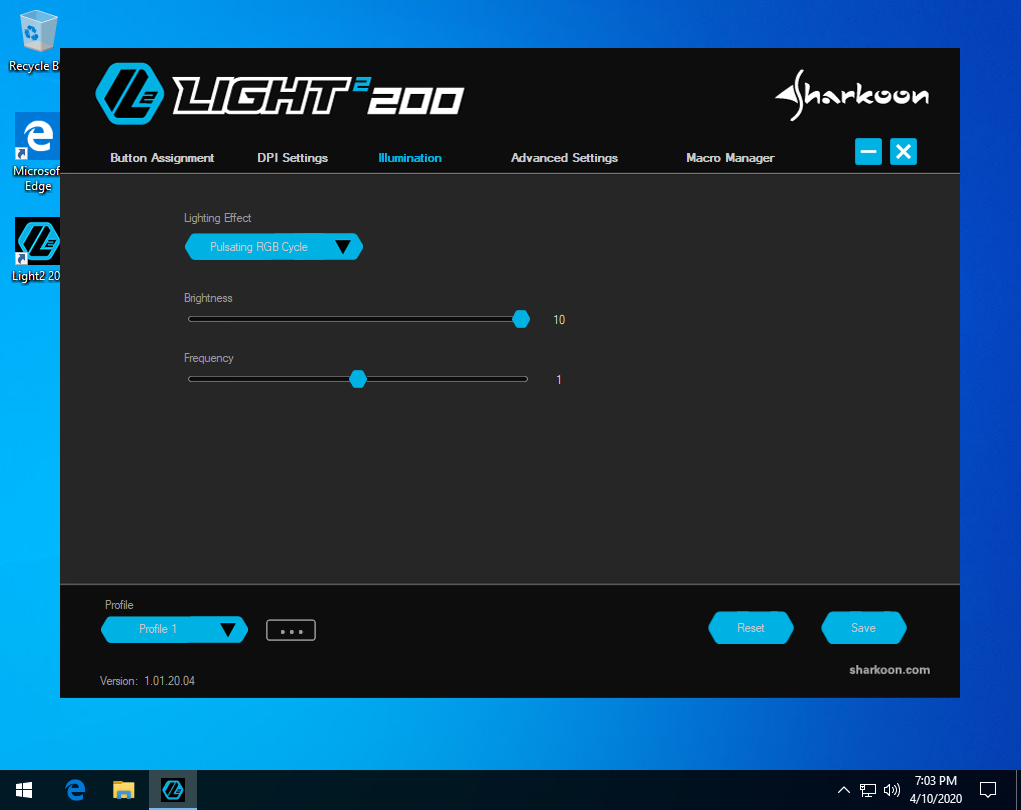 Recycle B
LIGHT² 200
Sharkoon
Button Assignment
DPI Settings
Illumination
Advanced Settings
Macro Manager
Microsof
Edge
Light2 20
Lighting Effect
Pulsating RGB Cycle
Brightness
10
Frequency
1
Profile
Profile 1
...
Reset
Save
sharkoon.com
Version: 1.01.20.04
7:03 PM
4/10/2020